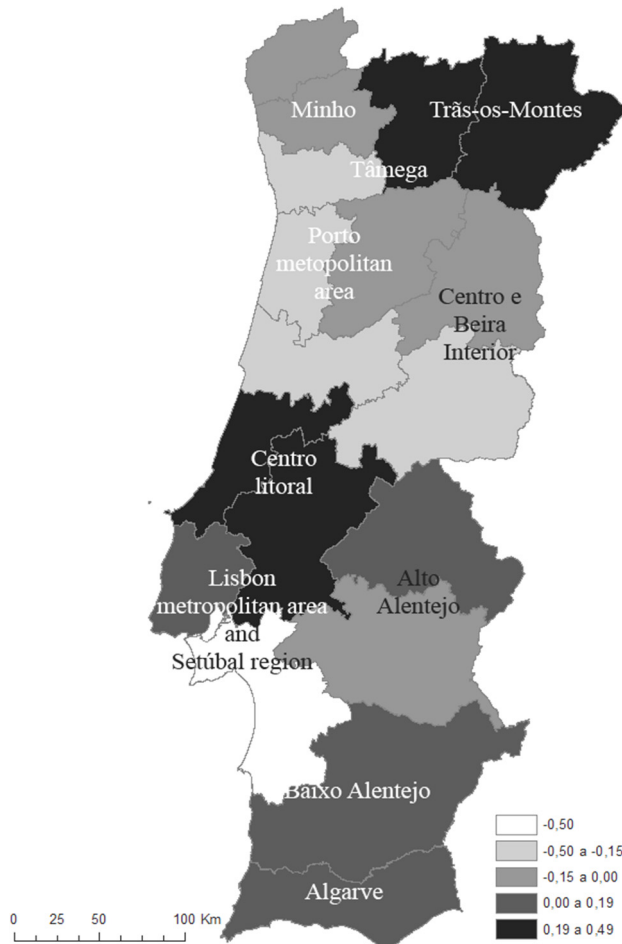 Minho
Trãs-os-Montes
Tâmega
Porto
metopolitan
area
Centro e
Beira
Interior
Centro
litoral
Lisbon
metropolitan area
and
Setúbal region
Alto
Alentejo
Baixo Alentejo
Algarve
-0,50
-0,50 a -0,15
-0,15 a 0,00
0,00 a 0,19
0,19 a 0,49
0 25 50 100 Km